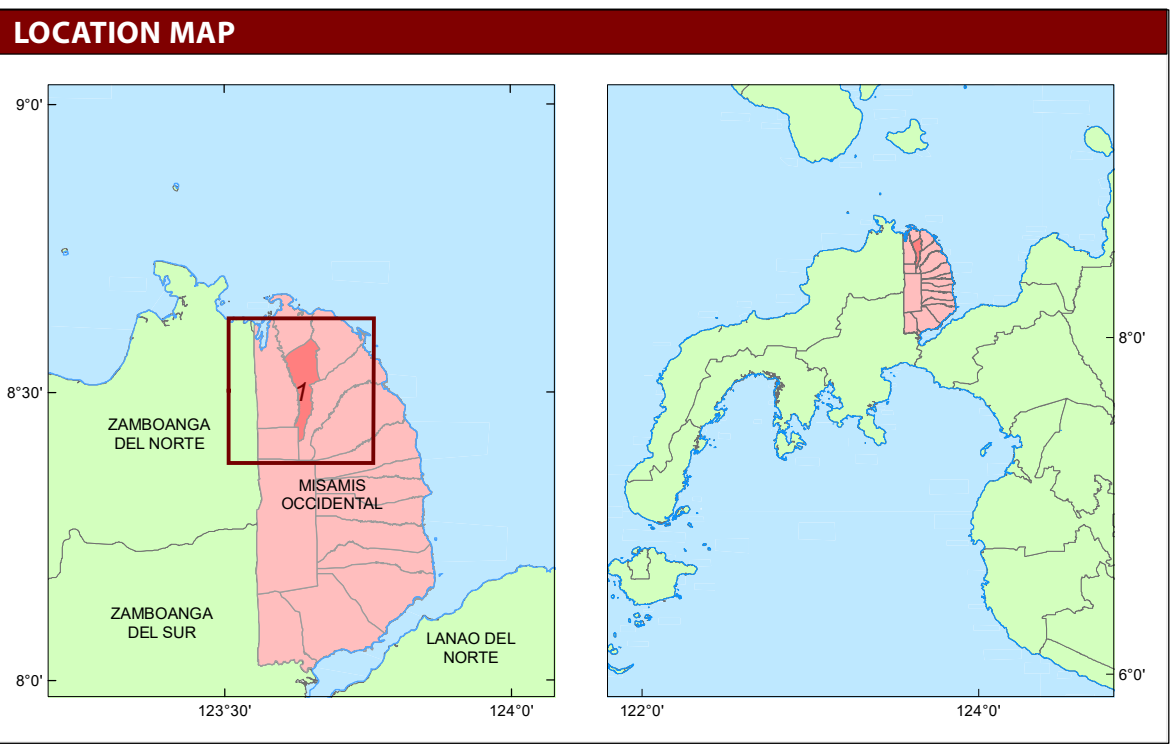 LOCATION MAP
9°0'
8°30'
8°0'
123°30'
124°0'
ZAMBOANGA
DEL NORTE
1
MISAMIS
OCCIDENTAL
ZAMBOANGA
DEL SUR
LANAO DEL
NORTE
8°0'
6°0'
122°0'
124°0'